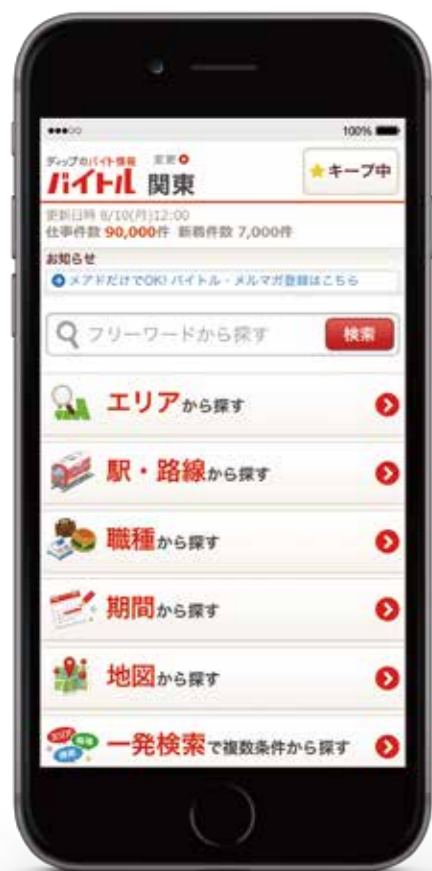 100%
ディップのバイト情報 変更
バイトル 関東
キープ中
更新日時 8/10(月)12:00
仕事件数 90,000件 新着件数 7,000件
お知らせ
メアドだけでOK! バイトル・メルマガ登録はこちら
フリーワードから探す 検索
エリアから探す
駅・路線から探す
職種から探す
期間から探す
地図から探す
エリア
一発検索で複数条件から探す